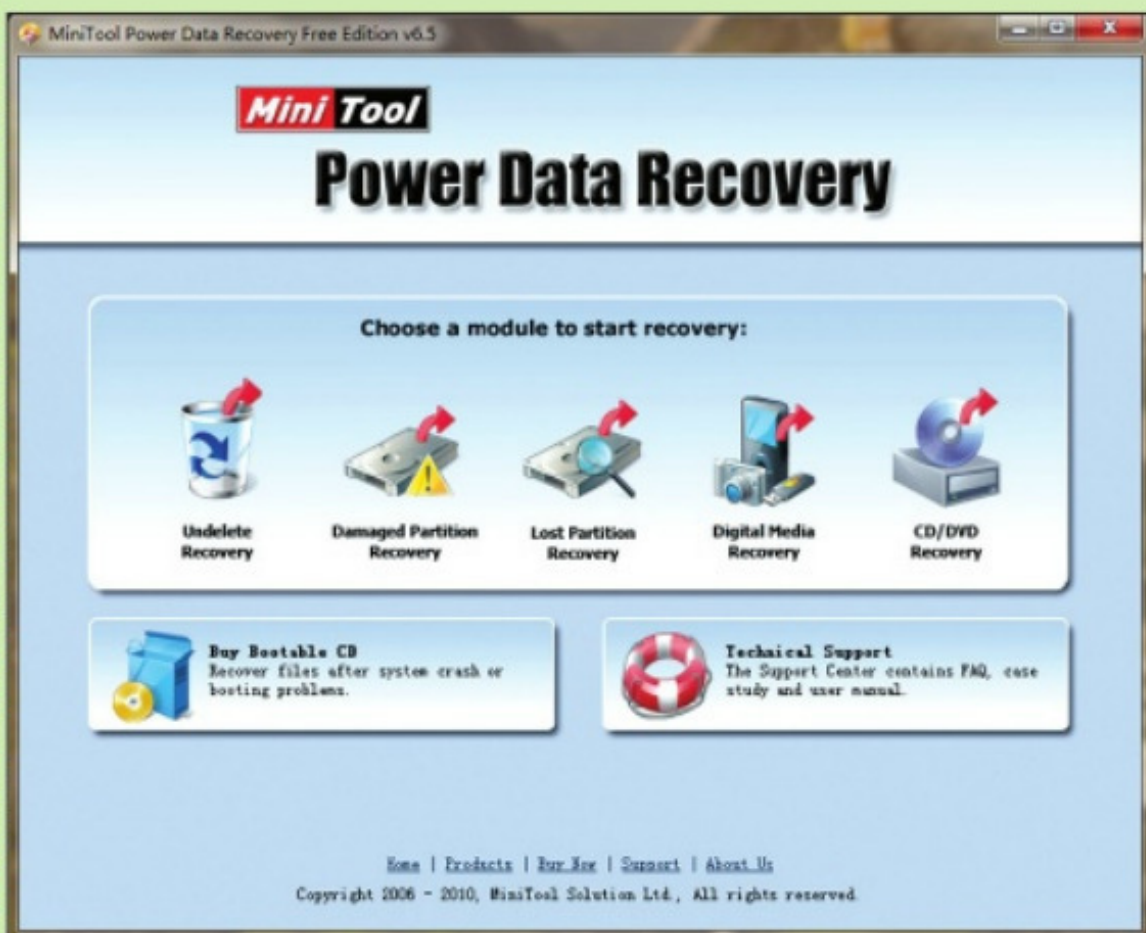 MiniTool Power Data Recovery Free Edition v6.5
Mini Tool
Power Data Recovery
Choose a module to start recovery:
Undelete
Recovery
Damaged Partition
Recovery
Lost Partition
Recovery
Digital Media
Recovery
CD/DVD
Recovery
Buy Bootable CD
Recover files after system crash or
booting problems.
Technical Support
The Support Center contains FAQ, case
study and user manual.
Home | Products | Buy Now | Support | About Us
Copyright 2006 - 2010, MiniTool Solution Ltd., All rights reserved.